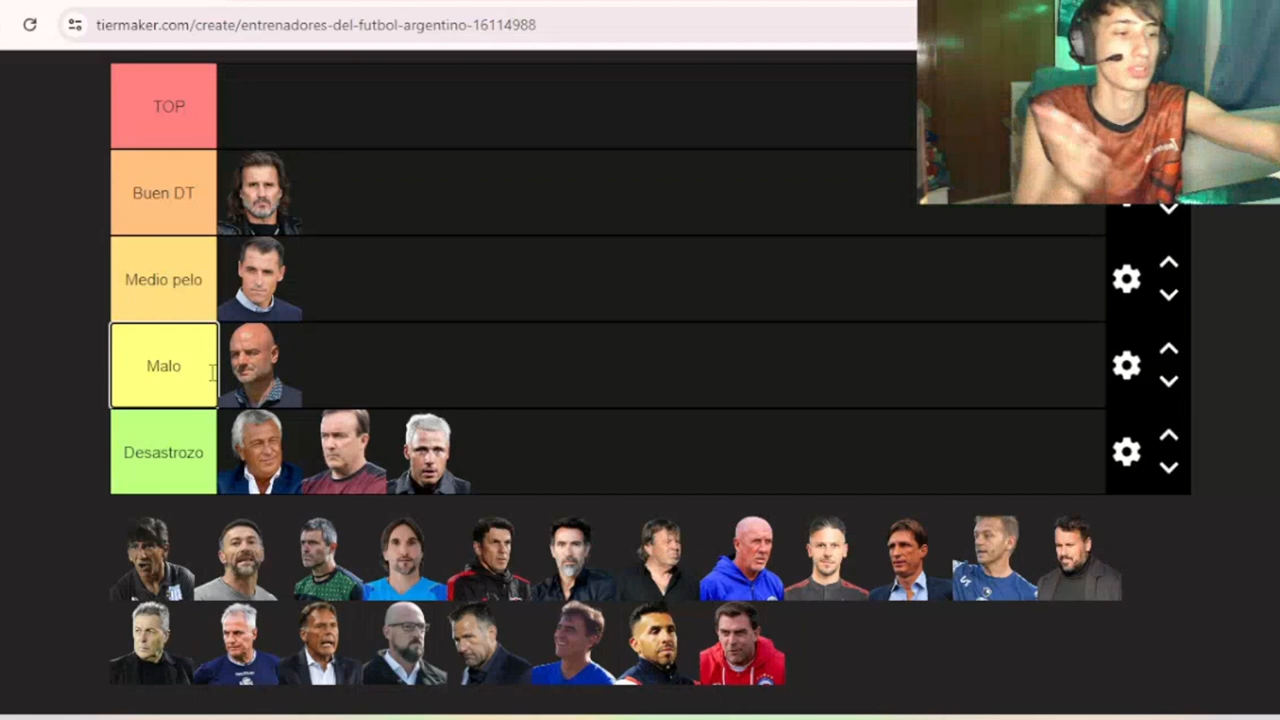 tiermaker.com/create/entrenadores-del-futbol-argentino-16114988
TOP
Buen DT
Medio pelo
Malo
Desastrozo